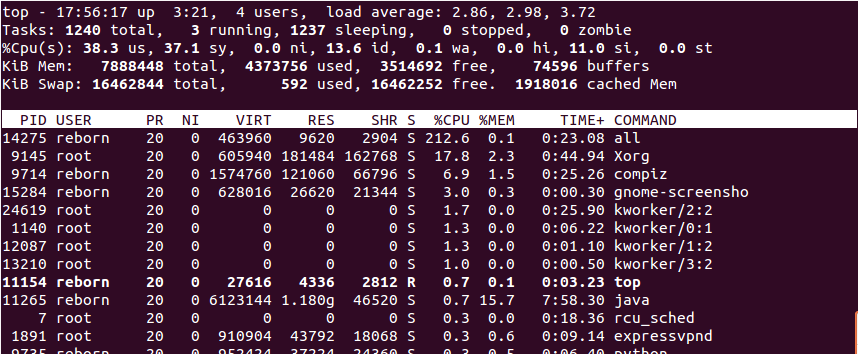 top - 17:56:17 up  3:21,  4 users,  load average: 2.86, 2.98, 3.72
Tasks: 1240 total,   3 running, 1237 sleeping,   0 stopped,   0 zombie
%Cpu(s): 38.3 us, 37.1 sy,  0.0 ni, 13.6 id,  0.1 wa,  0.0 hi, 11.0 si,  0.0 st
KiB Mem:   7888448 total,  4373756 used,  3514692 free,    74596 buffers
KiB Swap: 16462844 total,      592 used, 16462252 free.  1918016 cached Mem
PID USER      PR  NI    VIRT    RES    SHR S  %CPU %MEM     TIME+ COMMAND
14275 reborn    20   0  463960   9620   2904 S 212.6  0.1   0:23.08 all
9145 root      20   0  605940 181484 162768 S  17.8  2.3   0:44.94 Xorg
9714 reborn    20   0 1574760 121060  66796 S   6.9  1.5   0:25.26 compiz
15284 reborn    20   0  628016  26620  21344 S   3.0  0.3   0:00.30 gnome-screensho
24619 root      20   0       0      0      0 S   1.7  0.0   0:25.90 kworker/2:2
1140 root      20   0       0      0      0 S   1.3  0.0   0:06.22 kworker/0:1
12087 root      20   0       0      0      0 S   1.3  0.0   0:01.10 kworker/1:2
13210 root      20   0       0      0      0 S   1.0  0.0   0:00.50 kworker/3:2
11154 reborn    20   0   27616   4336   2812 R   0.7  0.1   0:03.23 top
11265 reborn    20   0 6123144 1.180g  46520 S   0.7 15.7   7:58.30 java
7 root      20   0       0      0      0 S   0.3  0.0   0:18.36 rcu_sched
1891 root      20   0  910904  43792  18068 S   0.3  0.6   0:09.14 expressvpnd
9735 reborn    20   0  952424  37224  24360 S   0.3  0.5   0:06.40 python